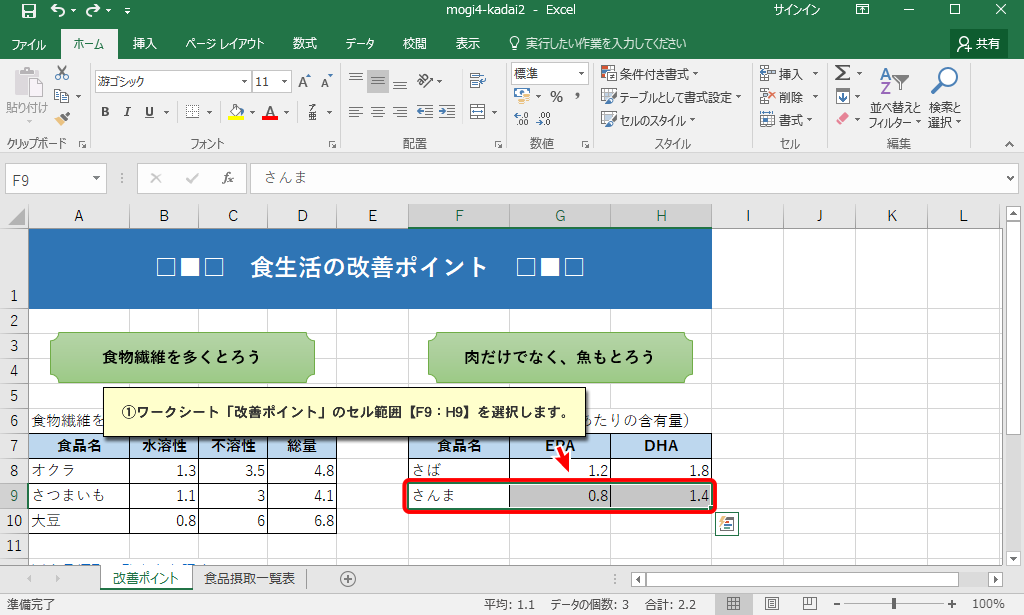 mogi4-kadai2 - Excel
サインイン
ファイル ホーム 挿入 ページ レイアウト 数式 データ 校閲 表示 実行したい作業を入力してください 共有
貼り付け
游ゴシック 11
B I U
標準
% ,
条件付き書式
テーブルとして書式設定
セルのスタイル
挿入
削除
書式
並べ替えと
フィルター
検索と
選択
クリップボード フォント 配置 数値 スタイル セル 編集
F9 fx さんま
A B C D E F G H I J K L
1 □■□ 食生活の改善ポイント □■□
2
3
食物繊維を多くとろう 肉だけでなく、魚もとろう
4
5
①ワークシート「改善ポイント」のセル範囲【F9：H9】を選択します。
6 食物繊維を あたりの含有量）
7 食品名 水溶性 不溶性 総量 食品名 EPA DHA
8 オクラ 1.3 3.5 4.8 さば 1.2 1.8
9 さつまいも 1.1 3 4.1 さんま 0.8 1.4
10 大豆 0.8 6 6.8
11
改善ポイント 食品摂取一覧表
準備完了 平均: 1.1 データの個数: 3 合計: 2.2 100%